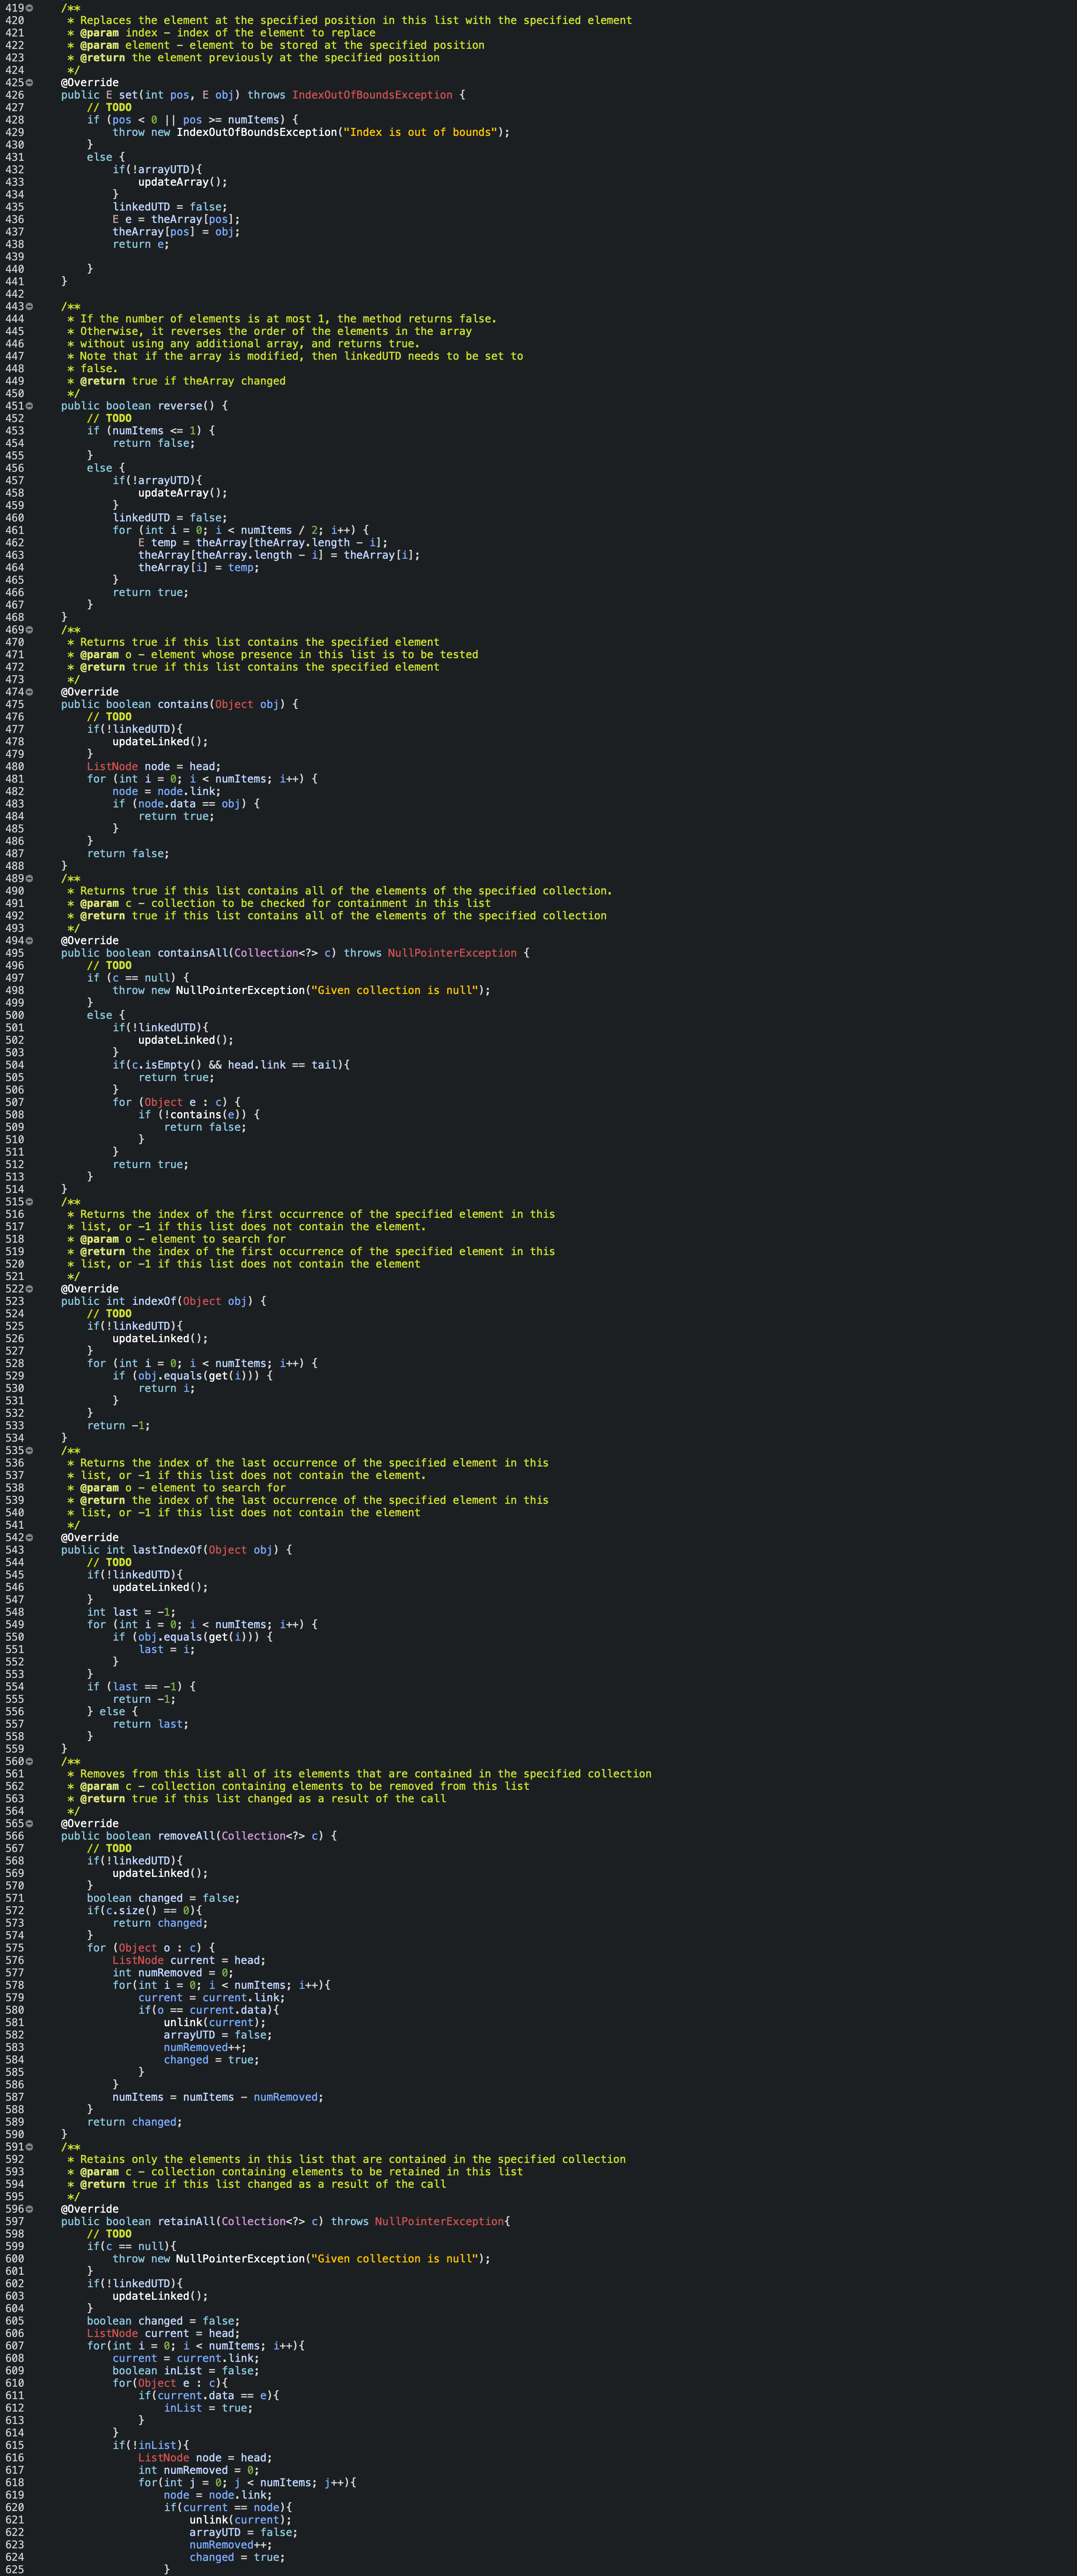 419 /**
420 * Replaces the element at the specified position in this list with the specified element
421 * @param index - index of the element to replace
422 * @param element - element to be stored at the specified position
423 * @return the element previously at the specified position
424 */
425 @Override
426 public E set(int pos, E obj) throws IndexOutOfBoundsException {
427 // TODO
428 if (pos < 0 || pos >= numItems) {
429 throw new IndexOutOfBoundsException("Index is out of bounds");
430 }
431 else {
432 if(!arrayUTD){
433 updateArray();
434 }
435 linkedUTD = false;
436 E e = theArray[pos];
437 theArray[pos] = obj;
438 return e;
439
440 }
441 }
442
443 /**
444 * If the number of elements is at most 1, the method returns false.
445 * Otherwise, it reverses the order of the elements in the array
446 * without using any additional array, and returns true.
447 * Note that if the array is modified, then linkedUTD needs to be set to
448 * false.
449 * @return true if theArray changed
450 */
451 public boolean reverse() {
452 // TODO
453 if (numItems <= 1) {
454 return false;
455 }
456 else {
457 if(!arrayUTD){
458 updateArray();
459 }
460 linkedUTD = false;
461 for (int i = 0; i < numItems / 2; i++) {
462 E temp = theArray[theArray.length - i];
463 theArray[theArray.length - i] = theArray[i];
464 theArray[i] = temp;
465 }
466 return true;
467 }
468 }
469 /**
470 * Returns true if this list contains the specified element
471 * @param o - element whose presence in this list is to be tested
472 * @return true if this list contains the specified element
473 */
474 @Override
475 public boolean contains(Object obj) {
476 // TODO
477 if(!linkedUTD){
478 updateLinked();
479 }
480 ListNode node = head;
481 for (int i = 0; i < numItems; i++) {
482 node = node.link;
483 if (node.data == obj) {
484 return true;
485 }
486 }
487 return false;
488 }
489 /**
490 * Returns true if this list contains all of the elements of the specified collection.
491 * @param c - collection to be checked for containment in this list
492 * @return true if this list contains all of the elements of the specified collection
493 */
494 @Override
495 public boolean containsAll(Collection<?> c) throws NullPointerException {
496 // TODO
497 if (c == null) {
498 throw new NullPointerException("Given collection is null");
499 }
500 else {
501 if(!linkedUTD){
502 updateLinked();
503 }
504 if(c.isEmpty() && head.link == tail){
505 return true;
506 }
507 for (Object e : c) {
508 if (!contains(e)) {
509 return false;
510 }
511 }
512 return true;
513 }
514 }
515 /**
516 * Returns the index of the first occurrence of the specified element in this
517 * list, or -1 if this list does not contain the element.
518 * @param o - element to search for
519 * @return the index of the first occurrence of the specified element in this
520 * list, or -1 if this list does not contain the element
521 */
522 @Override
523 public int indexOf(Object obj) {
524 // TODO
525 if(!linkedUTD){
526 updateLinked();
527 }
528 for (int i = 0; i < numItems; i++) {
529 if (obj.equals(get(i))) {
530 return i;
531 }
532 }
533 return -1;
534 }
535 /**
536 * Returns the index of the last occurrence of the specified element in this
537 * list, or -1 if this list does not contain the element.
538 * @param o - element to search for
539 * @return the index of the last occurrence of the specified element in this
540 * list, or -1 if this list does not contain the element
541 */
542 @Override
543 public int lastIndexOf(Object obj) {
544 // TODO
545 if(!linkedUTD){
546 updateLinked();
547 }
548 int last = -1;
549 for (int i = 0; i < numItems; i++) {
550 if (obj.equals(get(i))) {
551 last = i;
552 }
553 }
554 if (last == -1) {
555 return -1;
556 } else {
557 return last;
558 }
559 }
560 /**
561 * Removes from this list all of its elements that are contained in the specified collection
562 * @param c - collection containing elements to be removed from this list
563 * @return true if this list changed as a result of the call
564 */
565 @Override
566 public boolean removeAll(Collection<?> c) {
567 // TODO
568 if(!linkedUTD){
569 updateLinked();
570 }
571 boolean changed = false;
572 if(c.size() == 0){
573 return changed;
574 }
575 for (Object o : c) {
576 ListNode current = head;
577 int numRemoved = 0;
578 for(int i = 0; i < numItems; i++){
579 current = current.link;
580 if(o == current.data){
581 unlink(current);
582 arrayUTD = false;
583 numRemoved++;
584 changed = true;
585 }
586 }
587 numItems = numItems - numRemoved;
588 }
589 return changed;
590 }
591 /**
592 * Retains only the elements in this list that are contained in the specified collection
593 * @param c - collection containing elements to be retained in this list
594 * @return true if this list changed as a result of the call
595 */
596 @Override
597 public boolean retainAll(Collection<?> c) throws NullPointerException{
598 // TODO
599 if(c == null){
600 throw new NullPointerException("Given collection is null");
601 }
602 if(!linkedUTD){
603 updateLinked();
604 }
605 boolean changed = false;
606 ListNode current = head;
607 for(int i = 0; i < numItems; i++){
608 current = current.link;
609 boolean inList = false;
610 for(Object e : c){
611 if(current.data == e){
612 inList = true;
613 }
614 }
615 if(!inList){
616 ListNode node = head;
617 int numRemoved = 0;
618 for(int j = 0; j < numItems; j++){
619 node = node.link;
620 if(current == node){
621 unlink(current);
622 arrayUTD = false;
623 numRemoved++;
624 changed = true;
625 }